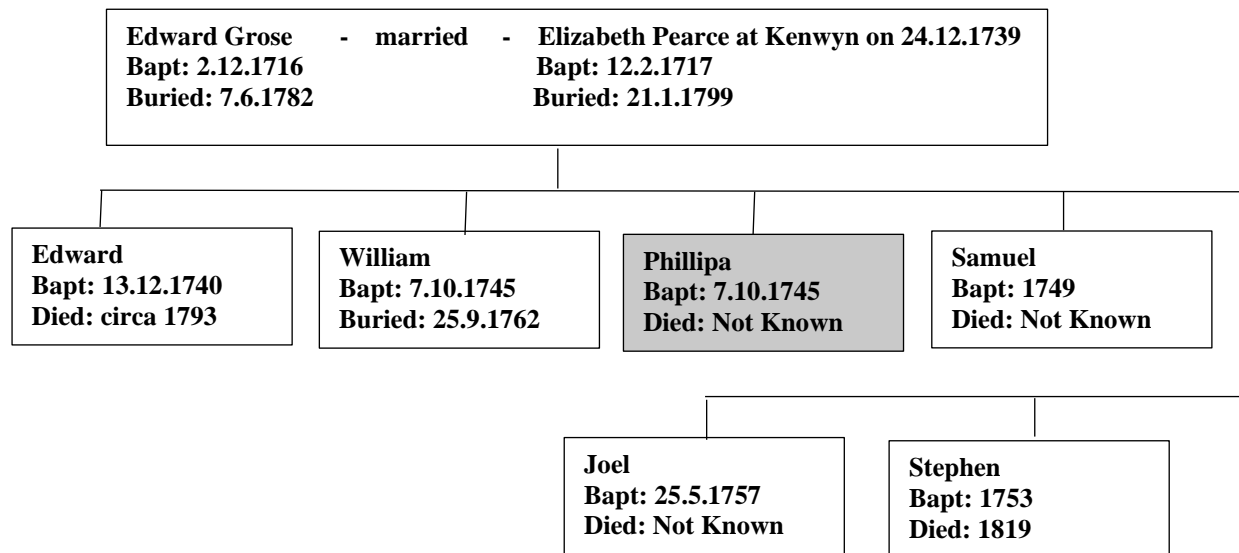 Edward Grose - married - Elizabeth Pearce at Kenwyn on 24.12.1739
Bapt: 2.12.1716 Bapt: 12.2.1717
Buried: 7.6.1782 Buried: 21.1.1799
Edward
Bapt: 13.12.1740
Died: circa 1793
William
Bapt: 7.10.1745
Buried: 25.9.1762
Phillipa
Bapt: 7.10.1745
Died: Not Known
Samuel
Bapt: 1749
Died: Not Known
Joel
Bapt: 25.5.1757
Died: Not Known
Stephen
Bapt: 1753
Died: 1819